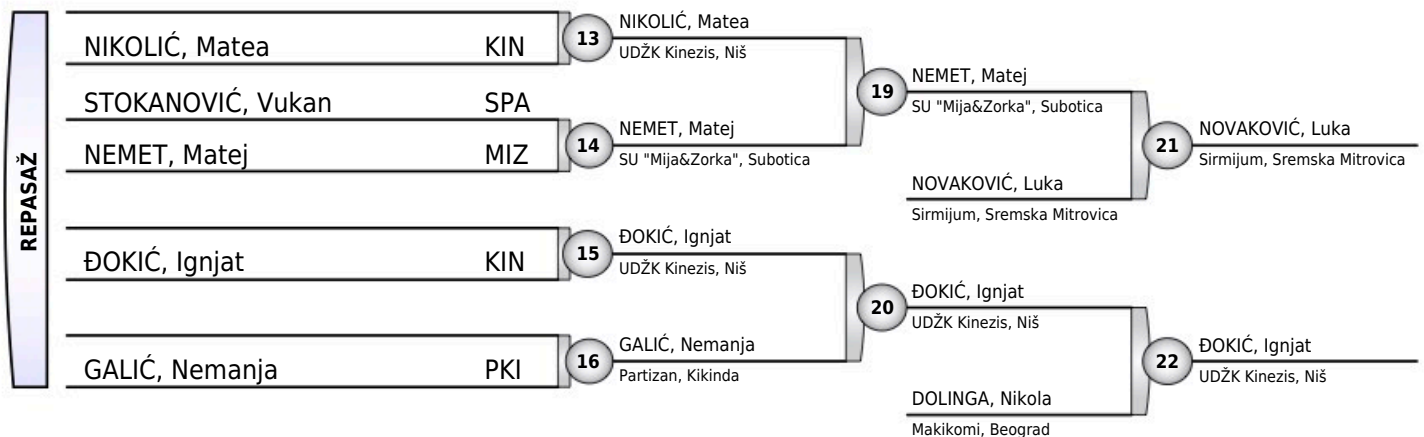 REPASAŽ
NIKOLIĆ, Matea KIN
STOKANOVIĆ, Vukan SPA
NEMET, Matej MIZ
ĐOKIĆ, Ignjat KIN
GALIĆ, Nemanja PKI
13
NIKOLIĆ, Matea
UDŽK Kinezis, Niš
14
NEMET, Matej
SU "Mija&Zorka", Subotica
15
ĐOKIĆ, Ignjat
UDŽK Kinezis, Niš
16
GALIĆ, Nemanja
Partizan, Kikinda
19
NEMET, Matej
SU "Mija&Zorka", Subotica
NOVAKOVIĆ, Luka
Sirmijum, Sremska Mitrovica
20
ĐOKIĆ, Ignjat
UDŽK Kinezis, Niš
DOLINGA, Nikola
Makikomi, Beograd
21
NOVAKOVIĆ, Luka
Sirmijum, Sremska Mitrovica
22
ĐOKIĆ, Ignjat
UDŽK Kinezis, Niš